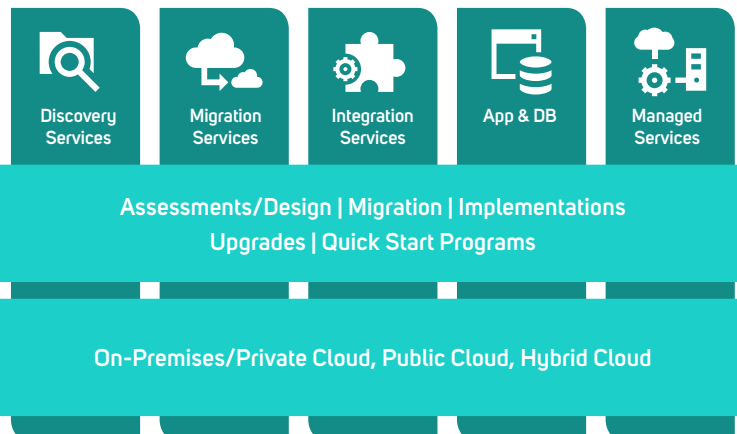 Discovery
Services
Migration
Services
Integration
Services
App & DB
Managed
Services
Assessments/Design | Migration | Implementations
Upgrades | Quick Start Programs
On-Premises/Private Cloud, Public Cloud, Hybrid Cloud